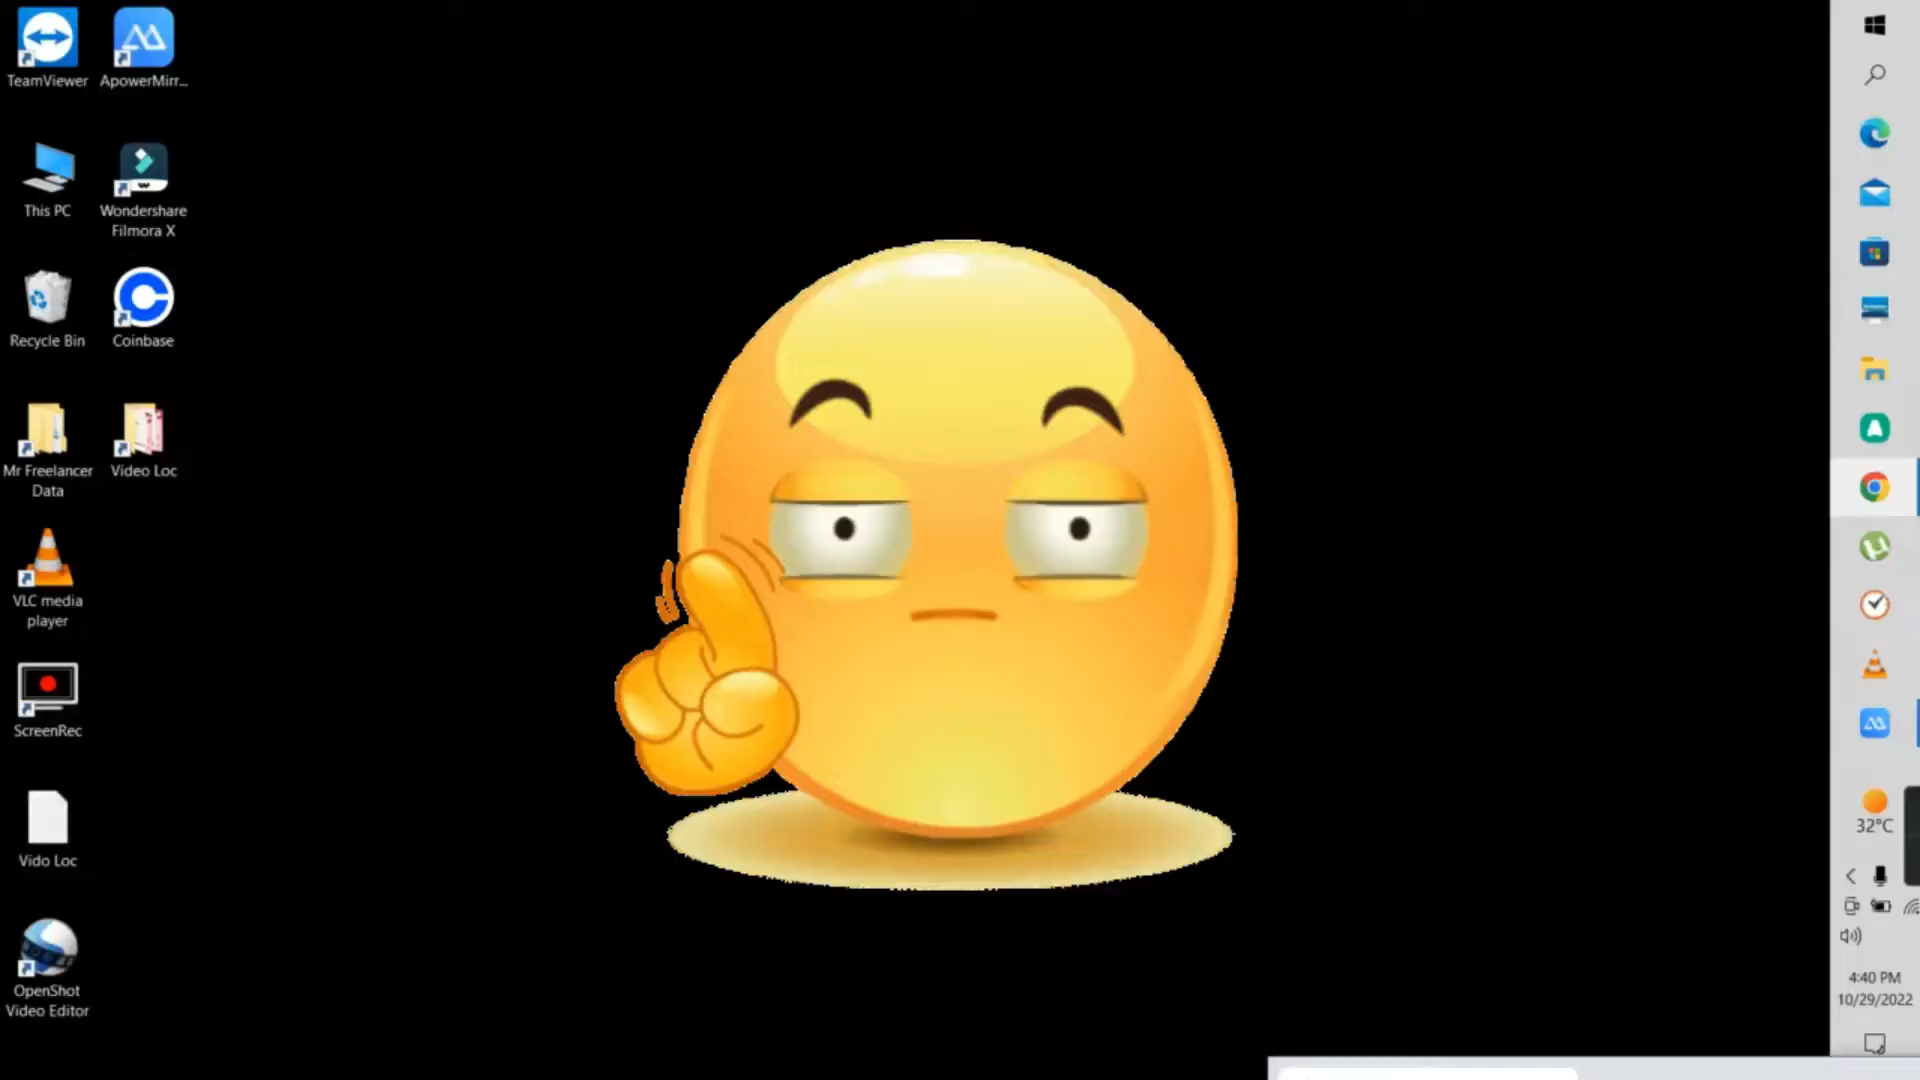 TeamViewer
ApowerMirr...
This PC
Wondershare
Filmora X
Recycle Bin
Coinbase
Mr Freelancer
Data
Video Loc
VLC media
player
ScreenRec
Vido Loc
OpenShot
Video Editor
32°C
4:40 PM
10/29/2022